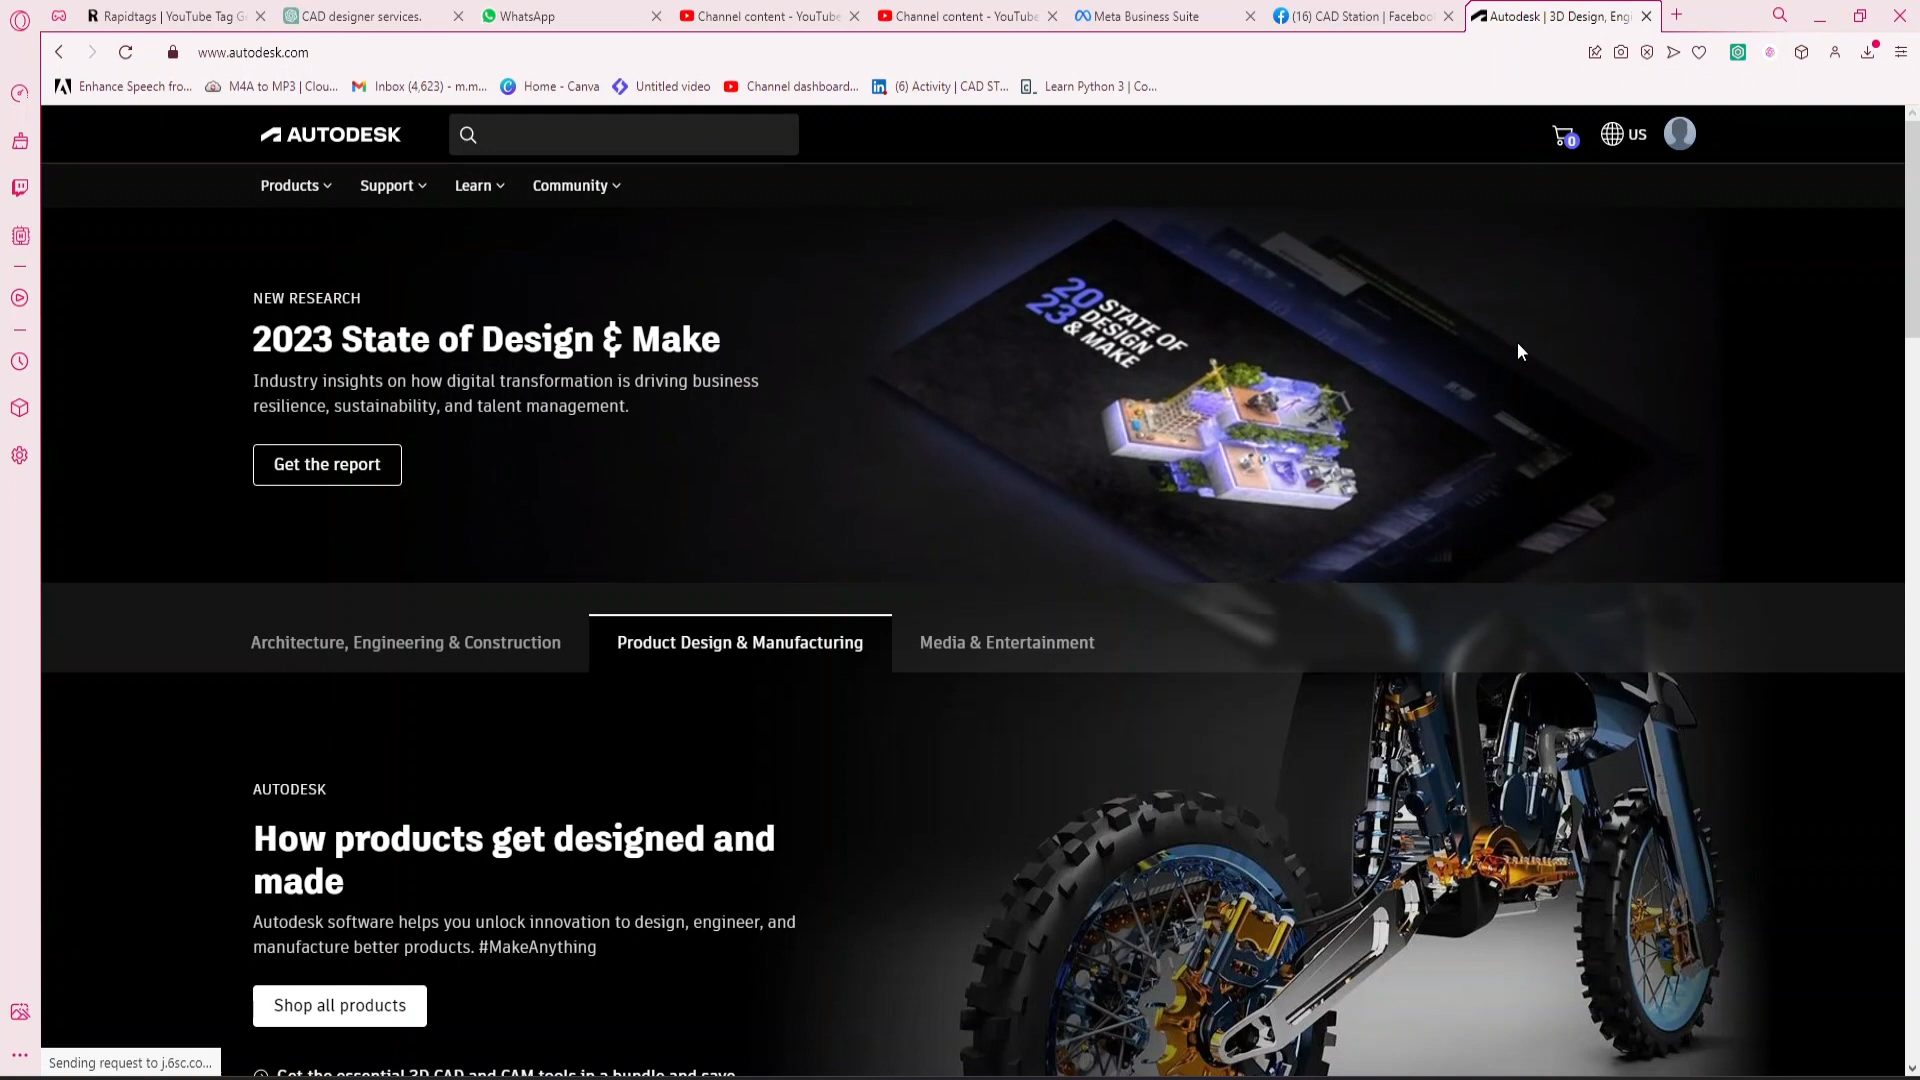 Rapidtags | YouTube Tag G
CAD designer services.
WhatsApp
Channel content - YouTube
Channel content - YouTube
Meta Business Suite
(16) CAD Station | Facebook
Autodesk | 3D Design, Engi
www.autodesk.com
Enhance Speech fro...
M4A to MP3 | Clou...
Inbox (4,623) - m.m...
Home - Canva
Untitled video
Channel dashboard...
(6) Activity | CAD ST...
Learn Python 3 | Co...
AUTODESK
0
US
Products
Support
Learn
Community
NEW RESEARCH
2023 State of Design & Make
Industry insights on how digital transformation is driving business
resilience, sustainability, and talent management.
Get the report
20
23
STATE OF
DESIGN
& MAKE
Architecture, Engineering & Construction
Product Design & Manufacturing
Media & Entertainment
AUTODESK
How products get designed and
made
Autodesk software helps you unlock innovation to design, engineer, and
manufacture better products. #MakeAnything
Shop all products
Get the essential 3D CAD and CAM tools in a bundle and save
Sending request to j.6sc.co...